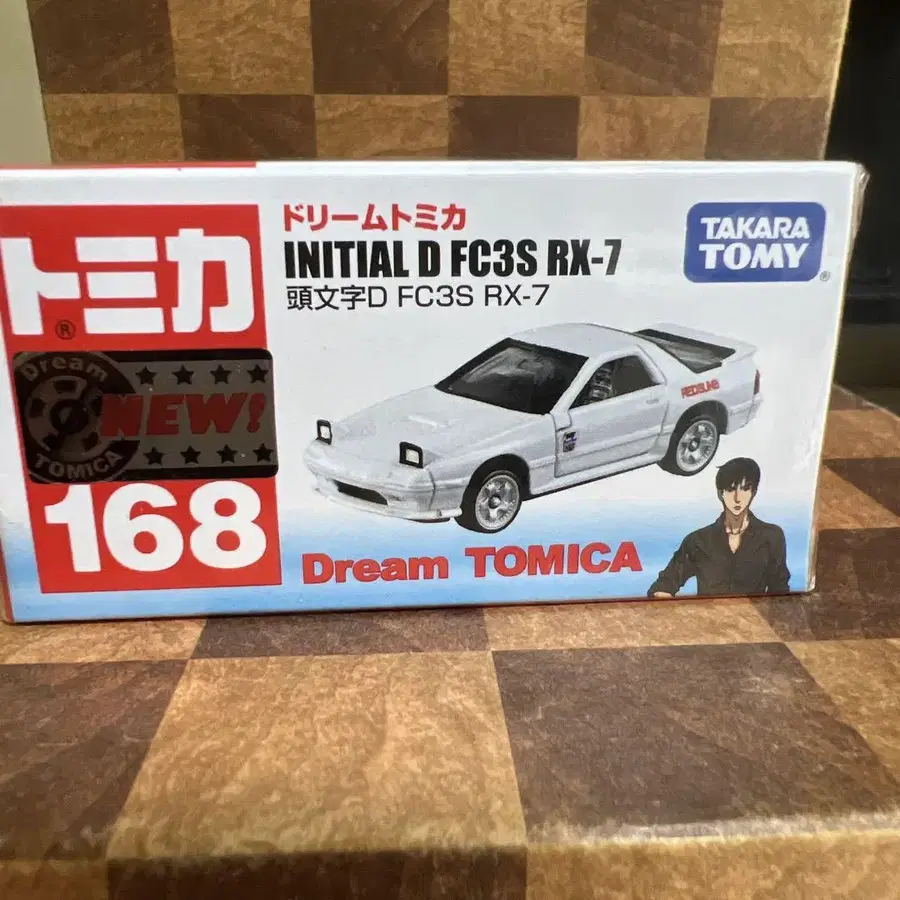 トミカ
®
Dream
TOMICA
NEW!
168
ドリームトミカ
INITIAL D FC3S RX-7
頭文字D FC3S RX-7
TAKARA
TOMY
®
REDSUNS
Dream TOMICA